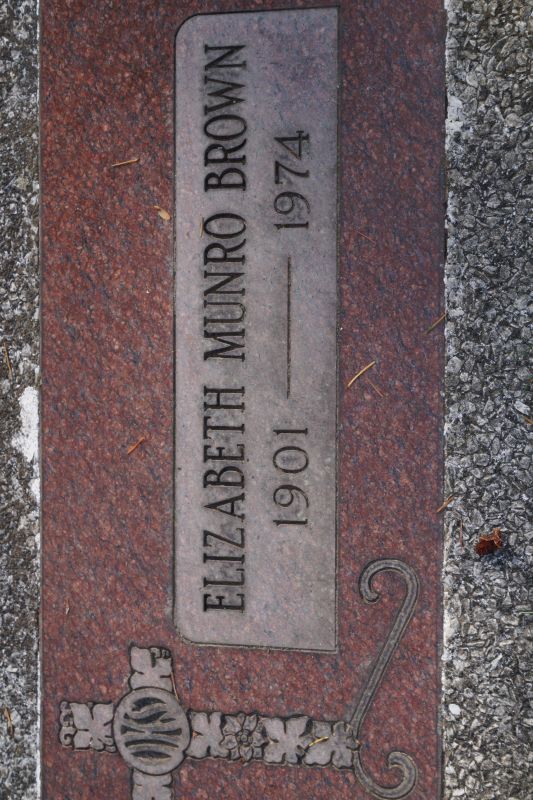 ELIZABETH MUNRO BROWN
1901 — 1974